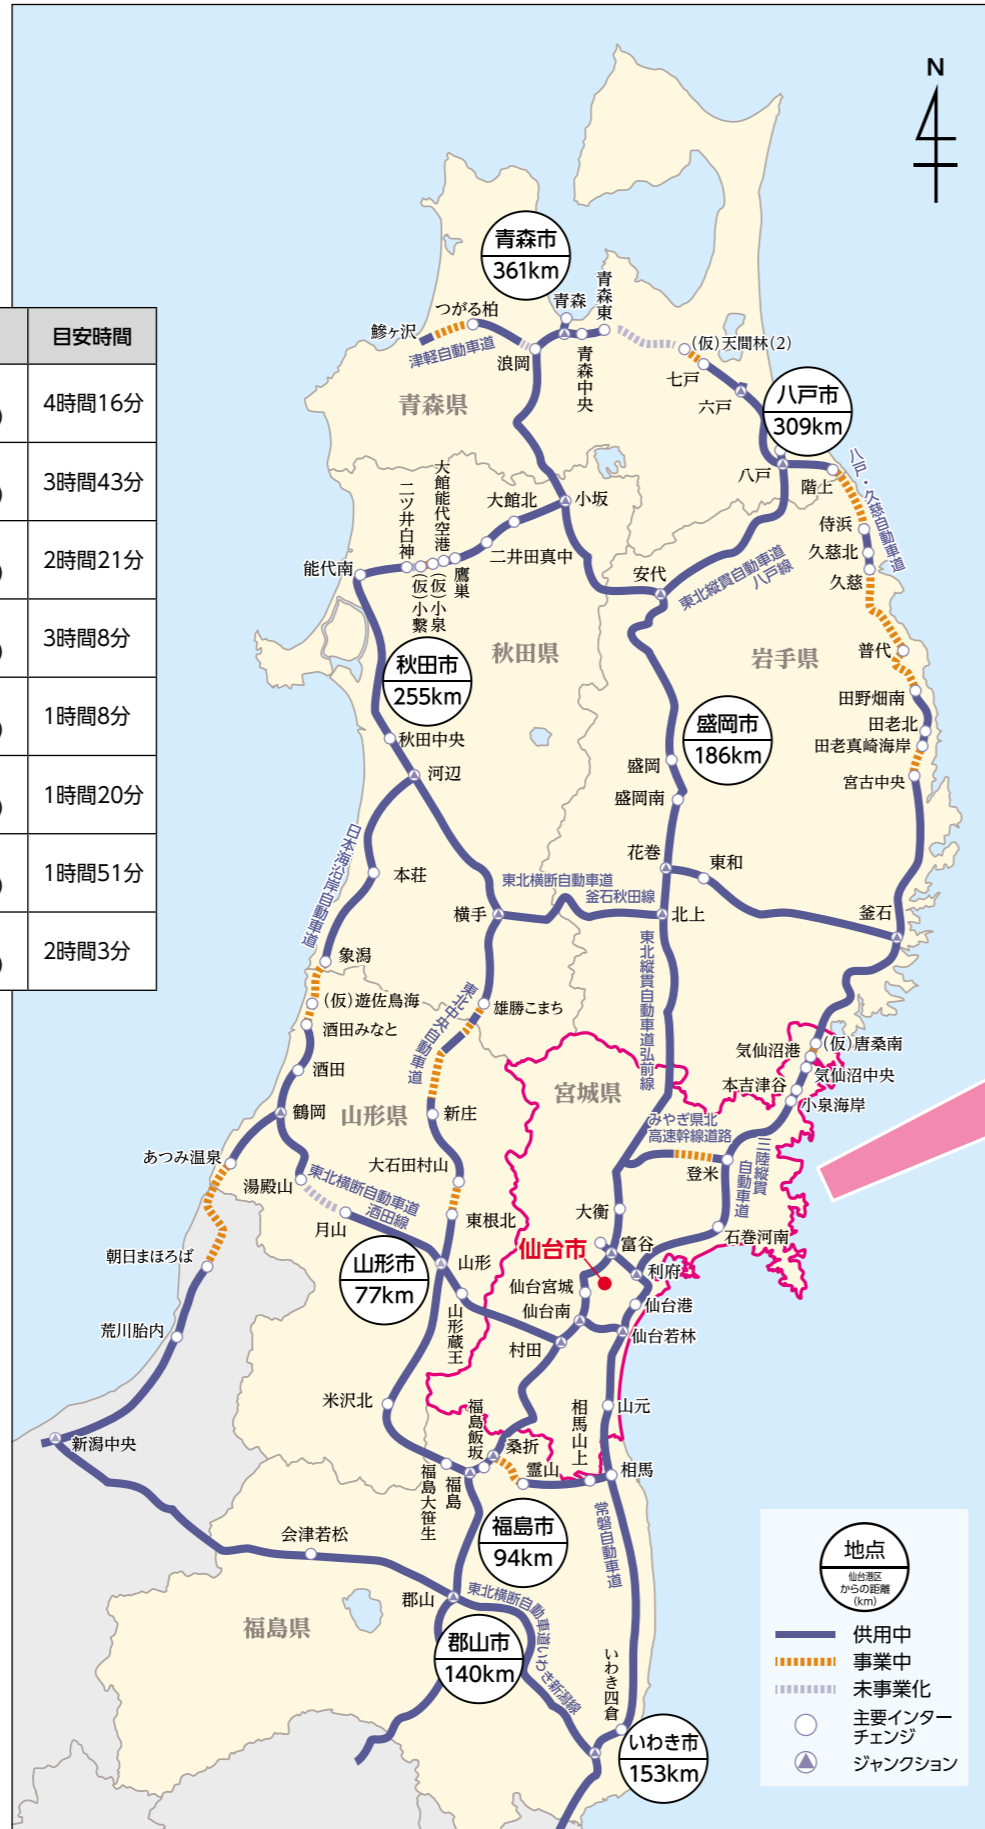 N
青森市
361km
青森
青森東
つがる柏
鰺ヶ沢
津軽自動車道
浪岡
青森中央
(仮)天間林(2)
七戸
六戸
八戸市
309km
青森県
八戸
階上
八戸・久慈自動車道
目安時間
4時間16分
3時間43分
2時間21分
3時間8分
1時間8分
1時間20分
1時間51分
2時間3分
大館能代空港
二ツ井白神
大館北
小坂
侍浜
久慈北
久慈
能代南
(仮)小繋
(仮)小泉
鷹巣
二井田真中
安代
東北縦貫自動車道
八戸線
普代
秋田市
255km
秋田県
岩手県
田野畑南
田老北
田老真崎海岸
宮古中央
盛岡市
186km
秋田中央
河辺
盛岡
盛岡南
花巻
東和
日本海沿岸自動車道
本荘
東北横断自動車道
釜石秋田線
横手
北上
釜石
象潟
(仮)遊佐鳥海
酒田みなと
東北中央自動車道
雄勝こまち
東北縦貫自動車道弘前線
酒田
宮城県
気仙沼港
(仮)唐桑南
気仙沼中央
本吉津谷
小泉海岸
鶴岡
山形県
新庄
みやぎ県北
高速幹線道路
三陸縦貫
自動車道
登米
あつみ温泉
湯殿山
東北横断自動車道
酒田線
大石田村山
月山
東根北
大衡
石巻河南
朝日まほろば
山形市
77km
山形
仙台市
富谷
利府
仙台宮城
仙台港
仙台南
仙台若林
荒川胎内
山形蔵王
村田
米沢北
山元
福島飯坂
相馬山上
桑折
霊山
相馬
新潟中央
福島大笹生
福島
福島市
94km
常磐自動車道
会津若松
郡山
東北横断自動車道いわき新潟線
福島県
郡山市
140km
いわき四倉
いわき市
153km
地点
仙台港区
からの距離
(km)
供用中
事業中
未事業化
主要インター
チェンジ
ジャンクション